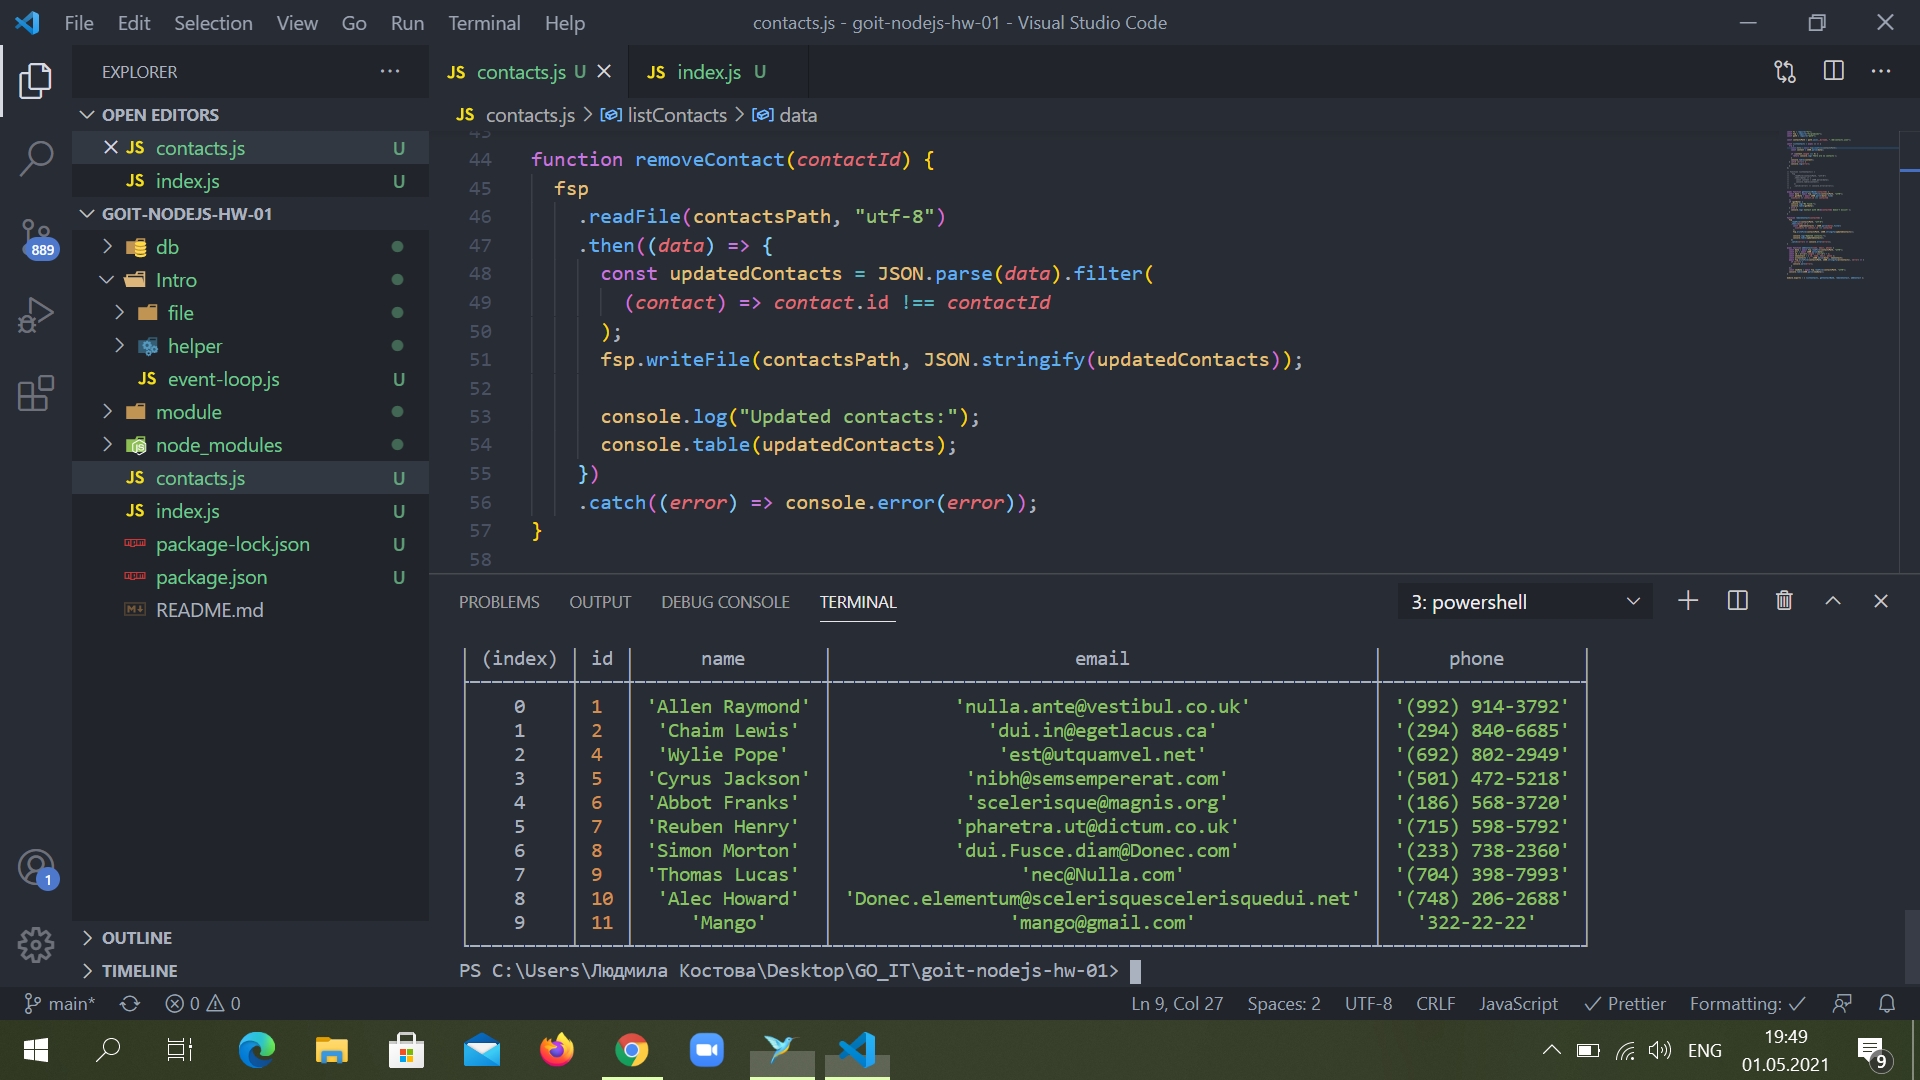 File Edit Selection View Go Run Terminal Help
contacts.js - goit-nodejs-hw-01 - Visual Studio Code
EXPLORER
OPEN EDITORS
JS contacts.js U
JS index.js U
GOIT-NODEJS-HW-01
db
Intro
file
helper
JS event-loop.js U
module
node_modules
JS contacts.js U
JS index.js U
package-lock.json U
package.json U
README.md
OUTLINE
TIMELINE
889
1
JS contacts.js U
JS index.js U
JS contacts.js > listContacts > data
43
44 function removeContact(contactId) {
45 fsp
46 .readFile(contactsPath, "utf-8")
47 .then((data) => {
48 const updatedContacts = JSON.parse(data).filter(
49 (contact) => contact.id !== contactId
50 );
51 fsp.writeFile(contactsPath, JSON.stringify(updatedContacts));
52
53 console.log("Updated contacts:");
54 console.table(updatedContacts);
55 })
56 .catch((error) => console.error(error));
57 }
58
PROBLEMS OUTPUT DEBUG CONSOLE TERMINAL
3: powershell
(index) id name email phone
0 1 'Allen Raymond' 'nulla.ante@vestibul.co.uk' '(992) 914-3792'
1 2 'Chaim Lewis' 'dui.in@egetlacus.ca' '(294) 840-6685'
2 4 'Wylie Pope' 'est@utquamvel.net' '(692) 802-2949'
3 5 'Cyrus Jackson' 'nibh@semsempererat.com' '(501) 472-5218'
4 6 'Abbot Franks' 'scelerisque@magnis.org' '(186) 568-3720'
5 7 'Reuben Henry' 'pharetra.ut@dictum.co.uk' '(715) 598-5792'
6 8 'Simon Morton' 'dui.Fusce.diam@Donec.com' '(233) 738-2360'
7 9 'Thomas Lucas' 'nec@Nulla.com' '(704) 398-7993'
8 10 'Alec Howard' 'Donec.elementum@scelerisquescelerisquedui.net' '(748) 206-2688'
9 11 'Mango' 'mango@gmail.com' '322-22-22'
PS C:\Users\Людмила Костова\Desktop\GO_IT\goit-nodejs-hw-01>
main* 0 0
Ln 9, Col 27 Spaces: 2 UTF-8 CRLF JavaScript Prettier Formatting:
ENG
19:49
01.05.2021
9